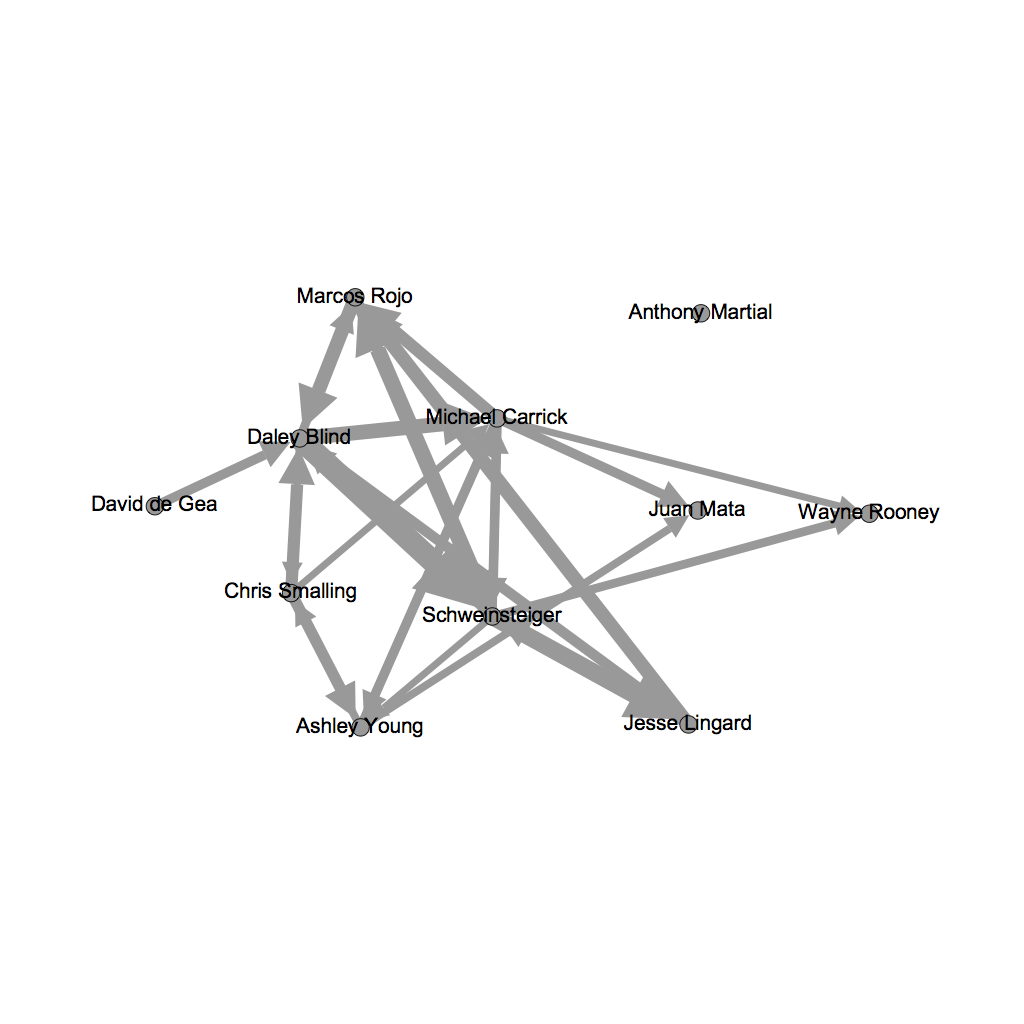 Marcos Rojo
Anthony Martial
Michael Carrick
Daley Blind
David de Gea
Juan Mata
Wayne Rooney
Chris Smalling
Schweinsteiger
Ashley Young
Jesse Lingard